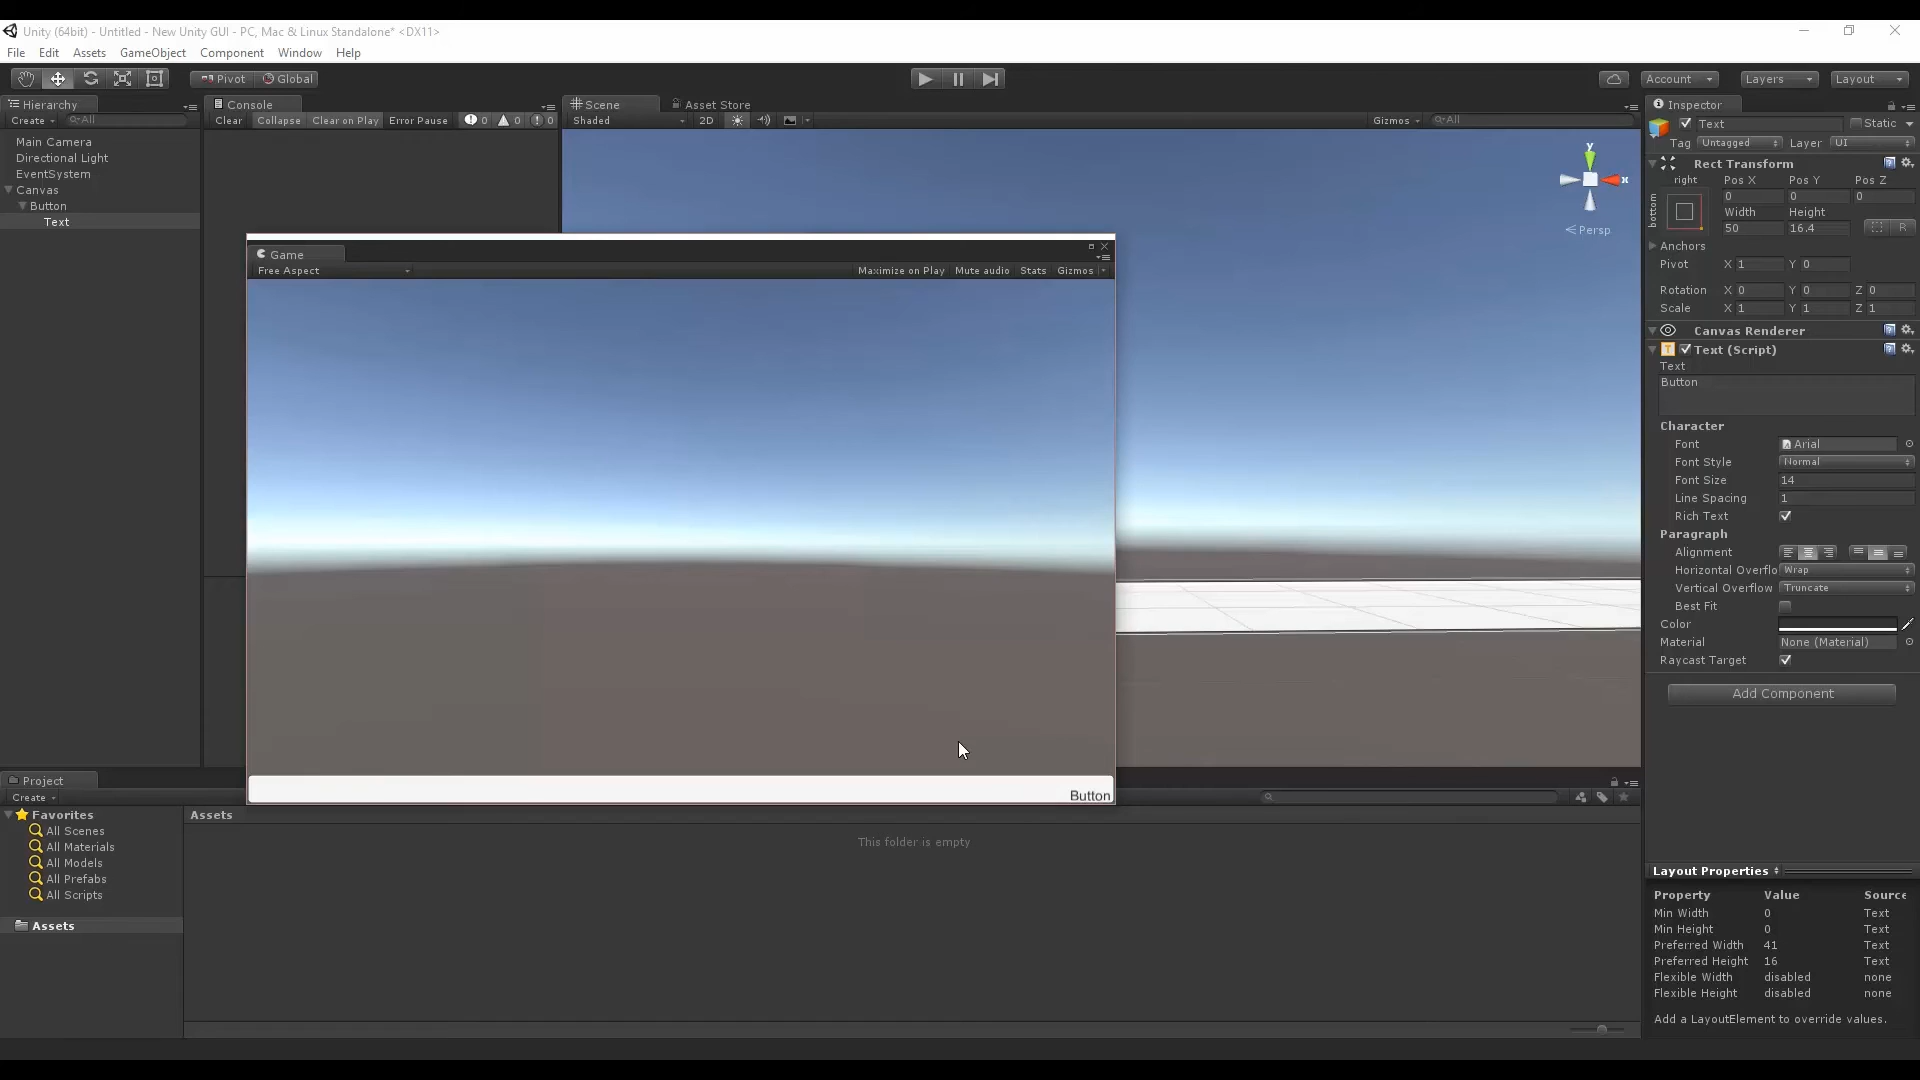 Unity (64bit) - Untitled - New Unity GUI - PC, Mac & Linux Standalone* <DX11>
File Edit Assets GameObject Component Window Help
Pivot Global Account Layers Layout
Hierarchy
Create All
Main Camera
Directional Light
EventSystem
Canvas
Button
Text
Console
Clear Collapse Clear on Play Error Pause 0 0 0
Scene Asset Store
Shaded 2D Gizmos All
y
x
Persp
Game
Free Aspect Maximize on Play Mute audio Stats Gizmos
Button
Inspector
Text Static
Tag Untagged Layer UI
Rect Transform
right Pos X Pos Y Pos Z
bottom
0 0 0
Width Height
50 16.4 R
Anchors
Pivot X 1 Y 0
Rotation X 0 Y 0 Z 0
Scale X 1 Y 1 Z 1
Canvas Renderer
Text (Script)
Text
Button
Character
Font Arial
Font Style Normal
Font Size 14
Line Spacing 1
Rich Text
Paragraph
Alignment
Horizontal Overflo Wrap
Vertical Overflow Truncate
Best Fit
Color
Material None (Material)
Raycast Target
Add Component
Layout Properties
Property Value Source
Min Width 0 Text
Min Height 0 Text
Preferred Width 41 Text
Preferred Height 16 Text
Flexible Width disabled none
Flexible Height disabled none
Add a LayoutElement to override values.
Project
Create
Favorites
All Scenes
All Materials
All Models
All Prefabs
All Scripts
Assets
Assets
This folder is empty